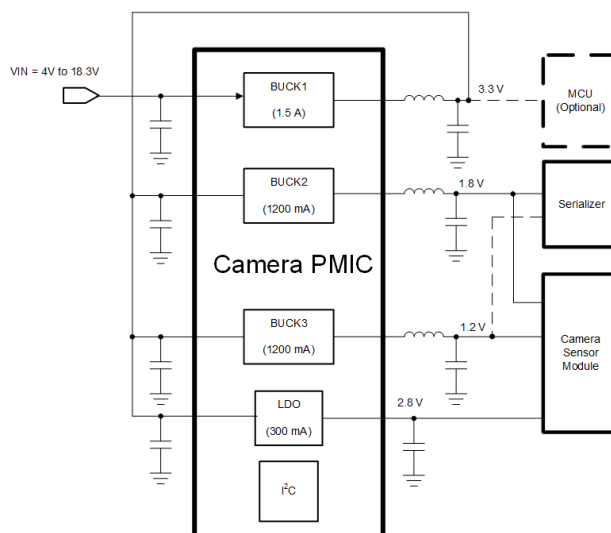 VIN = 4V to 18.3V
BUCK1
(1.5 A)
3.3 V
MCU
(Optional)
BUCK2
(1200 mA)
1.8 V
Serializer
Camera PMIC
BUCK3
(1200 mA)
1.2 V
Camera
Sensor
Module
LDO
(300 mA)
2.8 V
I²C